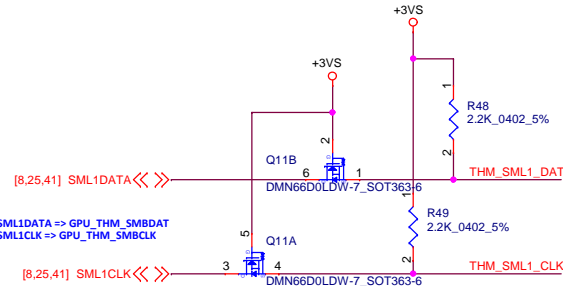 +3VS
+3VS
1
R48
2.2K_0402_5%
2
2
Q11B
[8,25,41] SML1DATA
6
1
THM_SML1_DAT
DMN66D0LDW-7_SOT363-6
1
R49
2.2K_0402_5%
SML1DATA => GPU_THM_SMBDAT
SML1CLK => GPU_THM_SMBCLK
5
Q11A
2
[8,25,41] SML1CLK
3
4
THM_SML1_CLK
DMN66D0LDW-7_SOT363-6